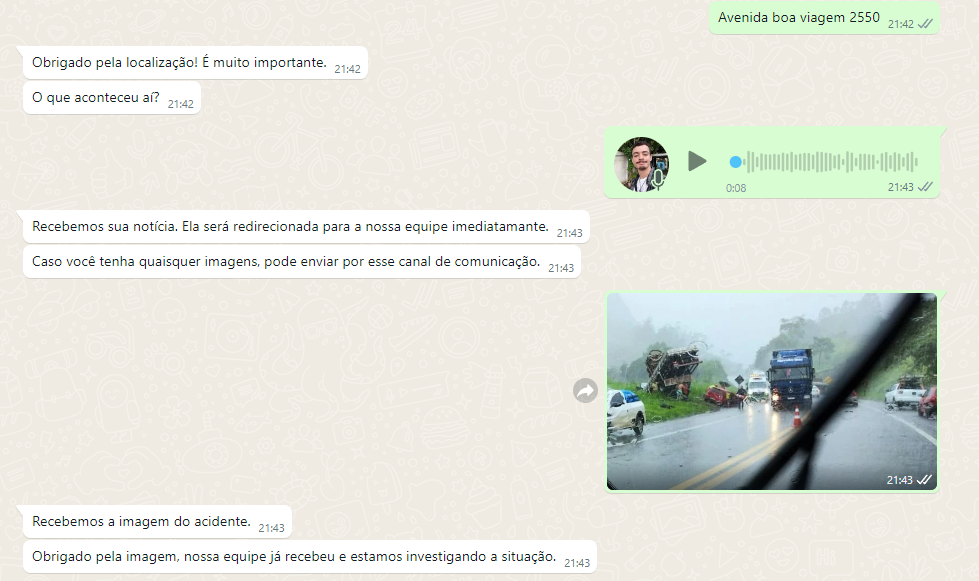 Avenida boa viagem 2550 21:42
Obrigado pela localização! É muito importante. 21:42
O que aconteceu aí? 21:42
0:08 21:43
Recebemos sua notícia. Ela será redirecionada para a nossa equipe imediatamante. 21:43
Caso você tenha quaisquer imagens, pode enviar por esse canal de comunicação. 21:43
21:43
Recebemos a imagem do acidente. 21:43
Obrigado pela imagem, nossa equipe já recebeu e estamos investigando a situação. 21:43